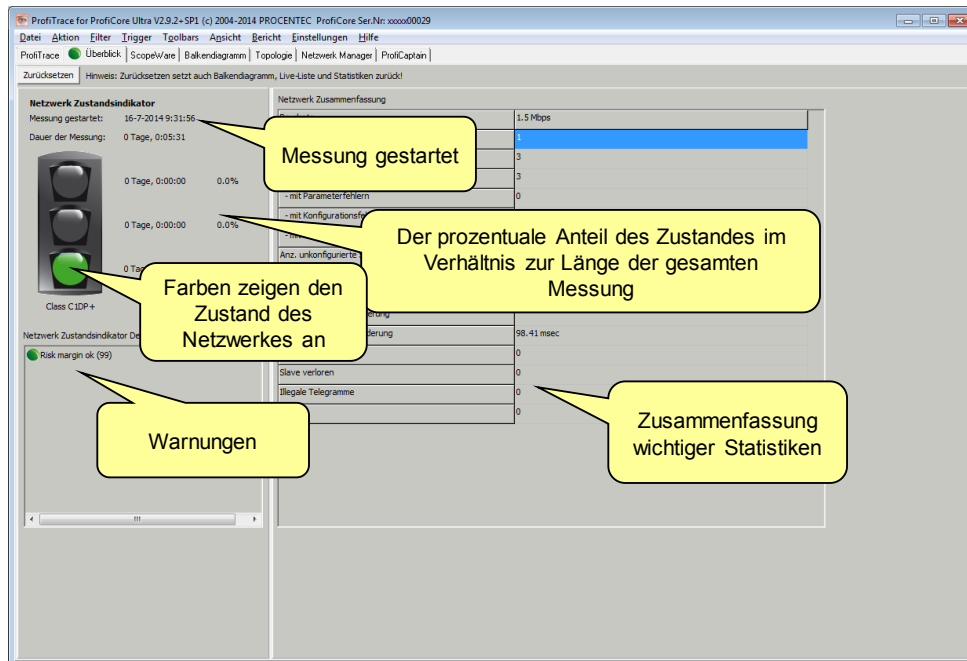 ProfiTrace for ProfiCore Ultra V2.9.2+SP1 (c) 2004-2014 PROCENTEC ProfiCore Ser.Nr: xxxxx00029
Datei Aktion Filter Trigger Toolbars Ansicht Bericht Einstellungen Hilfe
ProfiTrace Überblick ScopeWare Balkendiagramm Topologie Netzwerk Manager ProfiCaptain
Zurücksetzen Hinweis: Zurücksetzen setzt auch Balkendiagramm, Live-Liste und Statistiken zurück!
Netzwerk Zustandsindikator
Messung gestartet: 16-7-2014 9:31:56
Dauer der Messung: 0 Tage, 0:05:31
0 Tage, 0:00:00 0.0%
0 Tage, 0:00:00 0.0%
0 Tag
Class C1DP+
Netzwerk Zustandsindikator De
Risk margin ok (99)
Netzwerk Zusammenfassung
1.5 Mbps
1
3
3
- mit Parameterfehlern 0
- mit Konfigurationsfe
Anz. unkonfigurierte
erung
derung 98.41 msec
0
Slave verloren 0
Illegale Telegramme 0
0
Messung gestartet
Der prozentuale Anteil des Zustandes im
Verhältnis zur Länge der gesamten
Messung
Farben zeigen den
Zustand des
Netzwerkes an
Warnungen
Zusammenfassung
wichtiger Statistiken